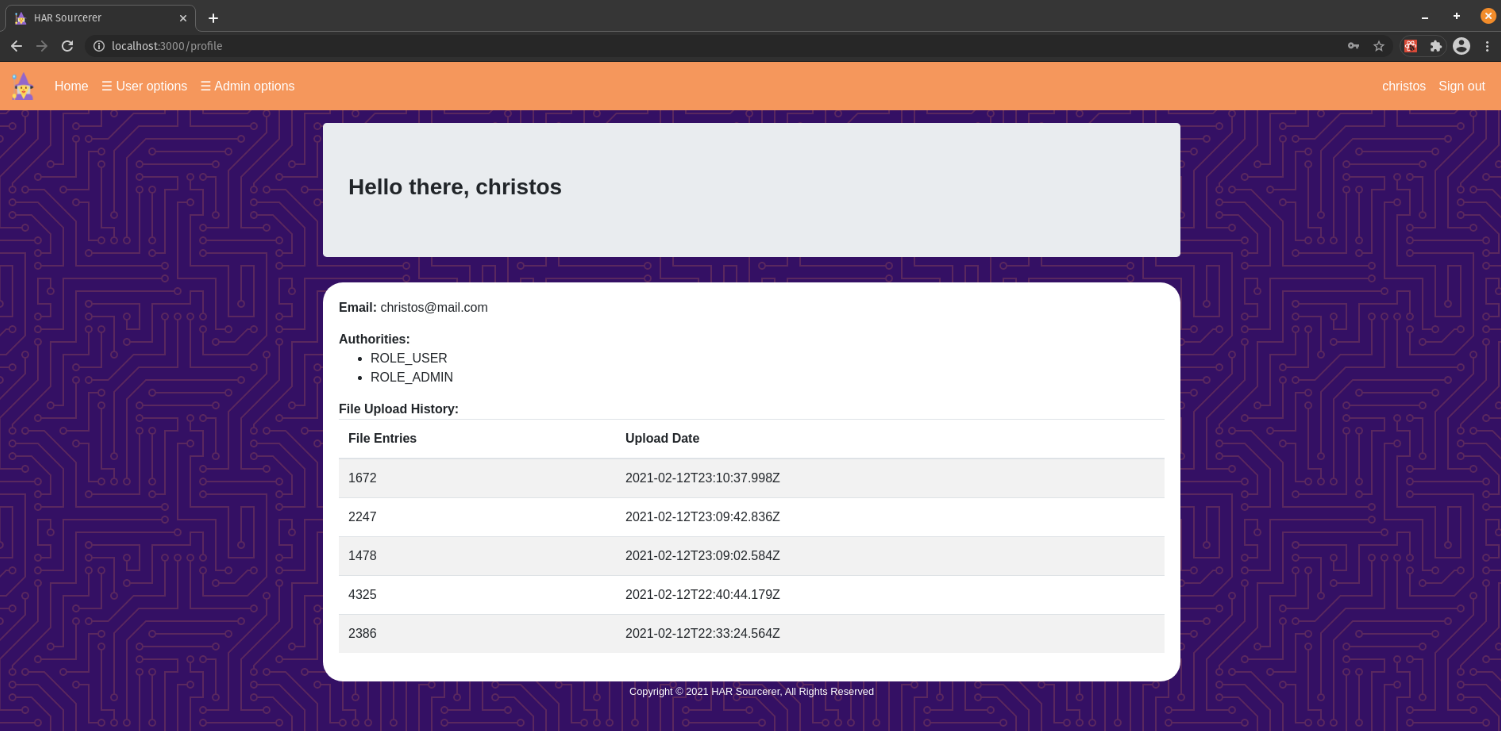 HAR Sourcerer
localhost:3000/profile
Home ☰ User options ☰ Admin options christos Sign out
Hello there, christos
Email: christos@mail.com
Authorities:
• ROLE_USER
• ROLE_ADMIN
File Upload History:
File Entries Upload Date
1672 2021-02-12T23:10:37.998Z
2247 2021-02-12T23:09:42.836Z
1478 2021-02-12T23:09:02.584Z
4325 2021-02-12T22:40:44.179Z
2386 2021-02-12T22:33:24.564Z
Copyright © 2021 HAR Sourcerer, All Rights Reserved